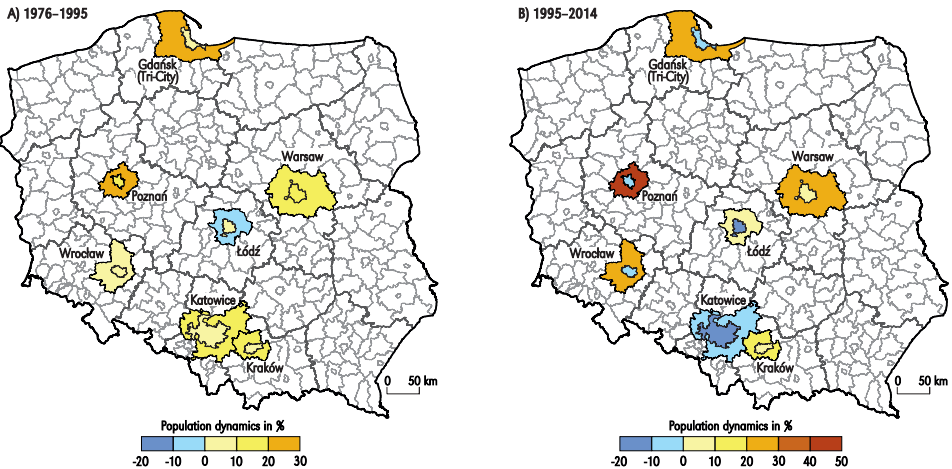 A) 1976–1995
Gdańsk
(Tri-City)
Warsaw
Poznań
Łódź
Wrocław
Katowice
Kraków
0 50 km
Population dynamics in %
-20 -10 0 10 20 30
B) 1995–2014
Gdańsk
(Tri-City)
Warsaw
Poznań
Łódź
Wrocław
Katowice
Kraków
0 50 km
Population dynamics in %
-20 -10 0 10 20 30 40 50